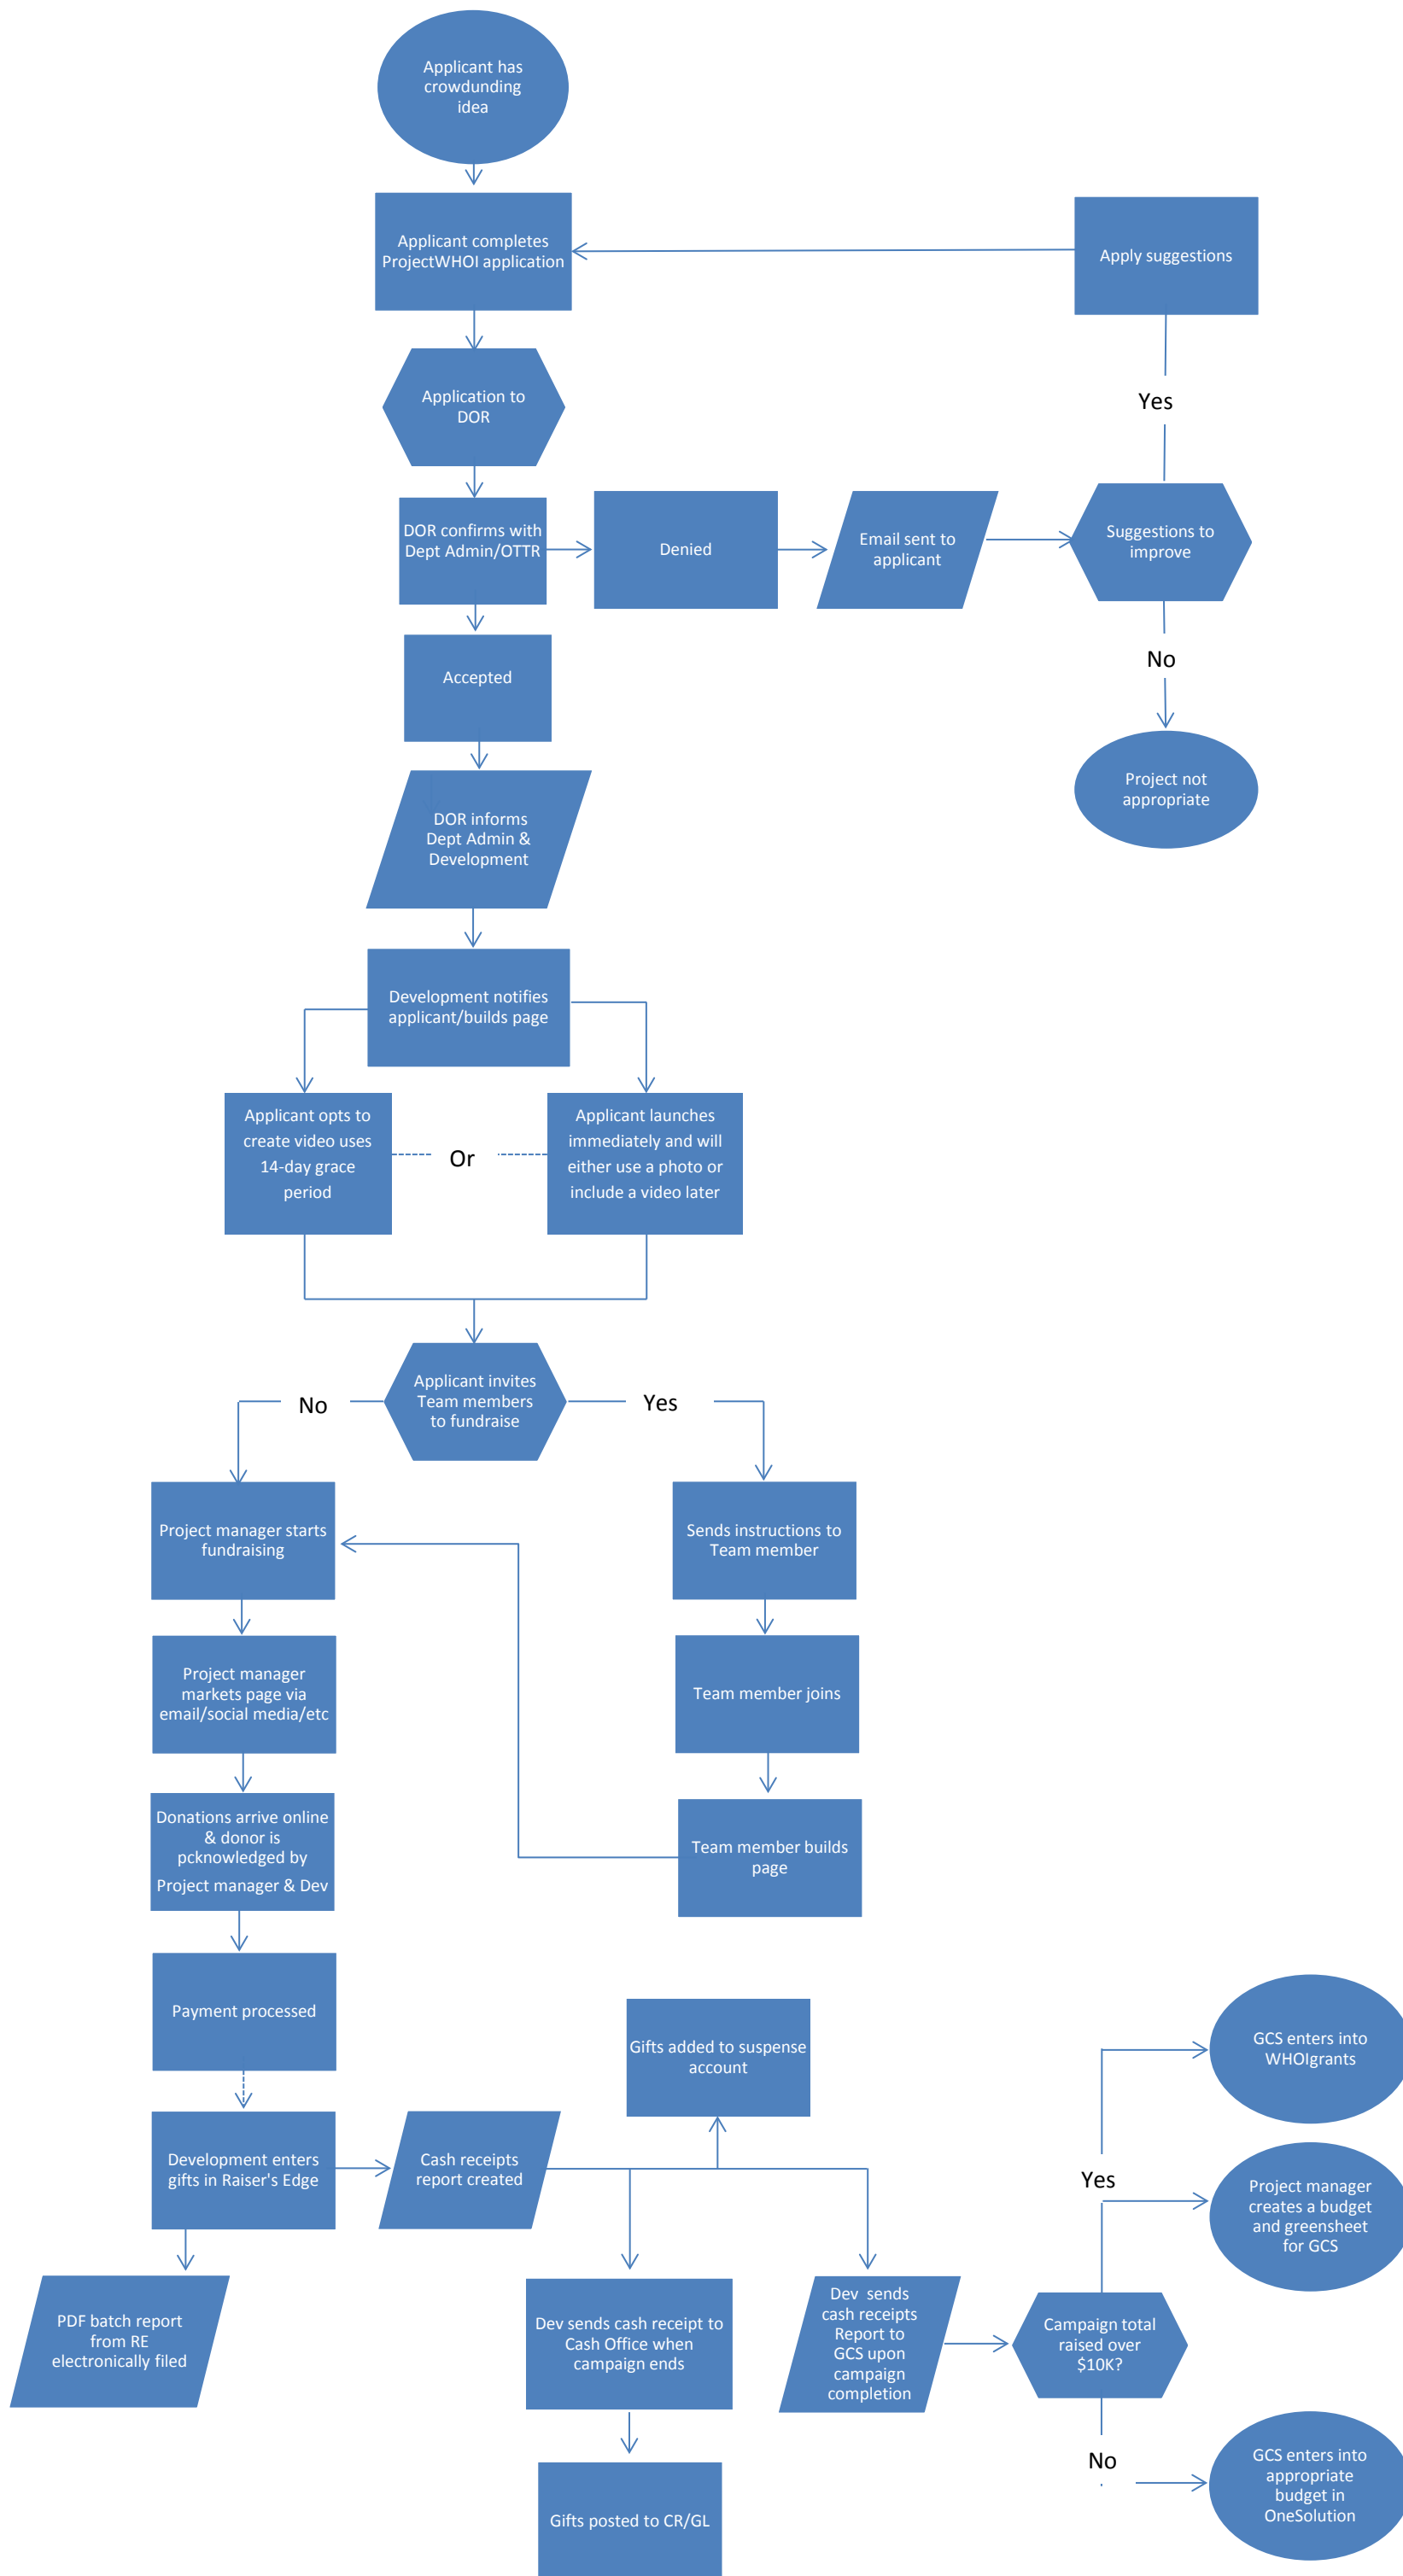 Applicant has
crowdunding
idea
Applicant completes
ProjectWHOI application
Apply suggestions
Application to
DOR
Yes
DOR confirms with
Dept Admin/OTTR
Denied
Email sent to
applicant
Suggestions to
improve
No
Accepted
Project not
appropriate
DOR informs
Dept Admin &
Development
Development notifies
applicant/builds page
Applicant opts to
create video uses
14-day grace
period
Or
Applicant launches
immediately and will
either use a photo or
include a video later
Applicant invites
Team members
to fundraise
No
Yes
Project manager starts
fundraising
Sends instructions to
Team member
Project manager
markets page via
email/social media/etc
Team member joins
Donations arrive online
& donor is
pcknowledged by
Project manager & Dev
Team member builds
page
Payment processed
Gifts added to suspense
account
GCS enters into
WHOIgrants
Development enters
gifts in Raiser's Edge
Cash receipts
report created
Yes
Project manager
creates a budget
and greensheet
for GCS
PDF batch report
from RE
electronically filed
Dev sends cash receipt to
Cash Office when
campaign ends
Dev sends
cash receipts
Report to
GCS upon
campaign
completion
Campaign total
raised over
$10K?
No
GCS enters into
appropriate
budget in
OneSolution
Gifts posted to CR/GL